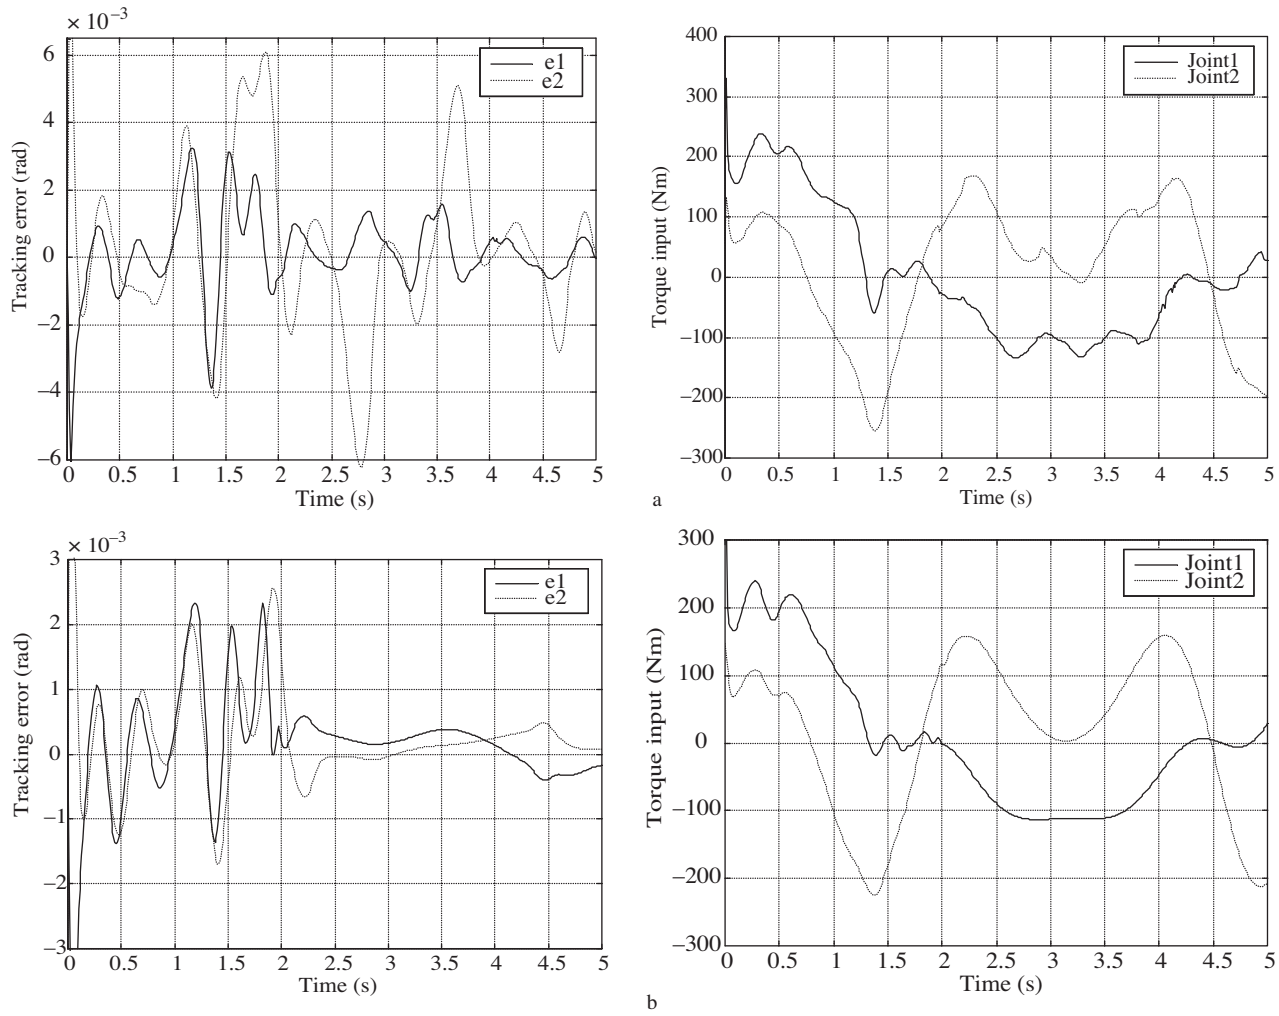 × 10⁻³
6
4
2
0
−2
−4
−6
0 0.5 1 1.5 2 2.5 3 3.5 4 4.5 5
Tracking error (rad)
Time (s)
e1
e2
400
300
200
100
0
−100
−200
−300
0 0.5 1 1.5 2 2.5 3 3.5 4 4.5 5
Torque input (Nm)
Time (s)
Joint1
Joint2
a
× 10⁻³
3
2
1
0
−1
−2
−3
0 0.5 1 1.5 2 2.5 3 3.5 4 4.5 5
Tracking error (rad)
Time (s)
e1
e2
300
200
100
0
−100
−200
−300
0 0.5 1 1.5 2 2.5 3 3.5 4 4.5 5
Torque input (Nm)
Time (s)
Joint1
Joint2
b